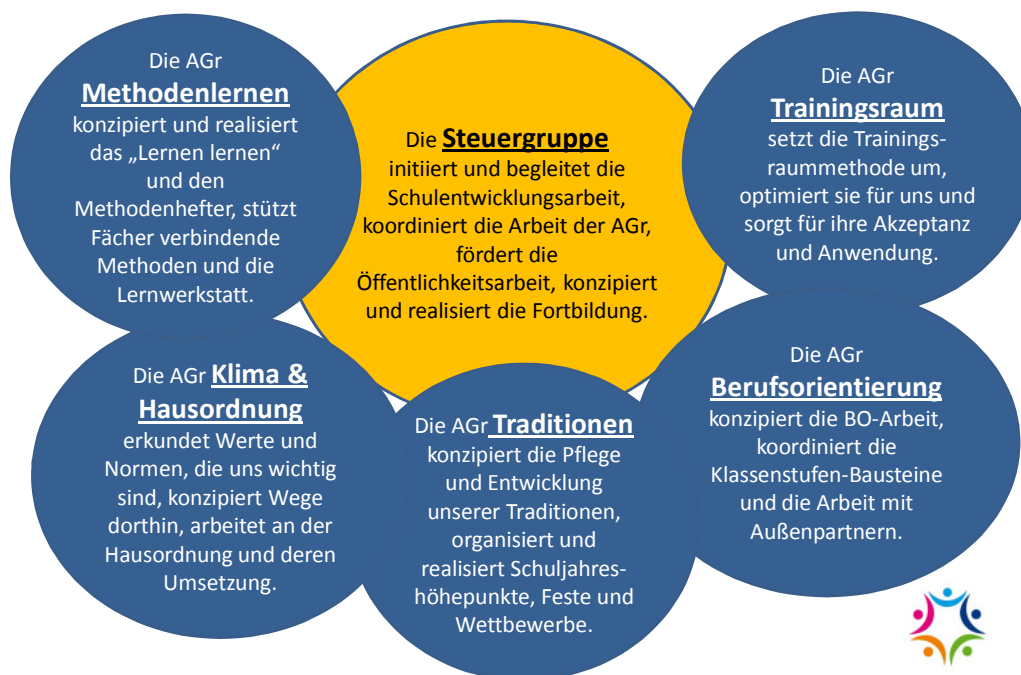 Die AGr
Methodenlernen
konzipiert und realisiert
das „Lernen lernen“
und den
Methodenhefter, stützt
Fächer verbindende
Methoden und die
Lernwerkstatt.
Die Steuergruppe
initiiert und begleitet die
Schulentwicklungsarbeit,
koordiniert die Arbeit der AGr,
fördert die
Öffentlichkeitsarbeit, konzipiert
und realisiert die Fortbildung.
Die AGr
Trainingsraum
setzt die Trainings-
raummethode um,
optimiert sie für uns und
sorgt für ihre Akzeptanz
und Anwendung.
Die AGr Klima &
Hausordnung
erkundet Werte und
Normen, die uns wichtig
sind, konzipiert Wege
dorthin, arbeitet an der
Hausordnung und deren
Umsetzung.
Die AGr Traditionen
konzipiert die Pflege
und Entwicklung
unserer Traditionen,
organisiert und
realisiert Schuljahres-
höhepunkte, Feste und
Wettbewerbe.
Die AGr
Berufsorientierung
konzipiert die BO-Arbeit,
koordiniert die
Klassenstufen-Bausteine
und die Arbeit mit
Außenpartnern.